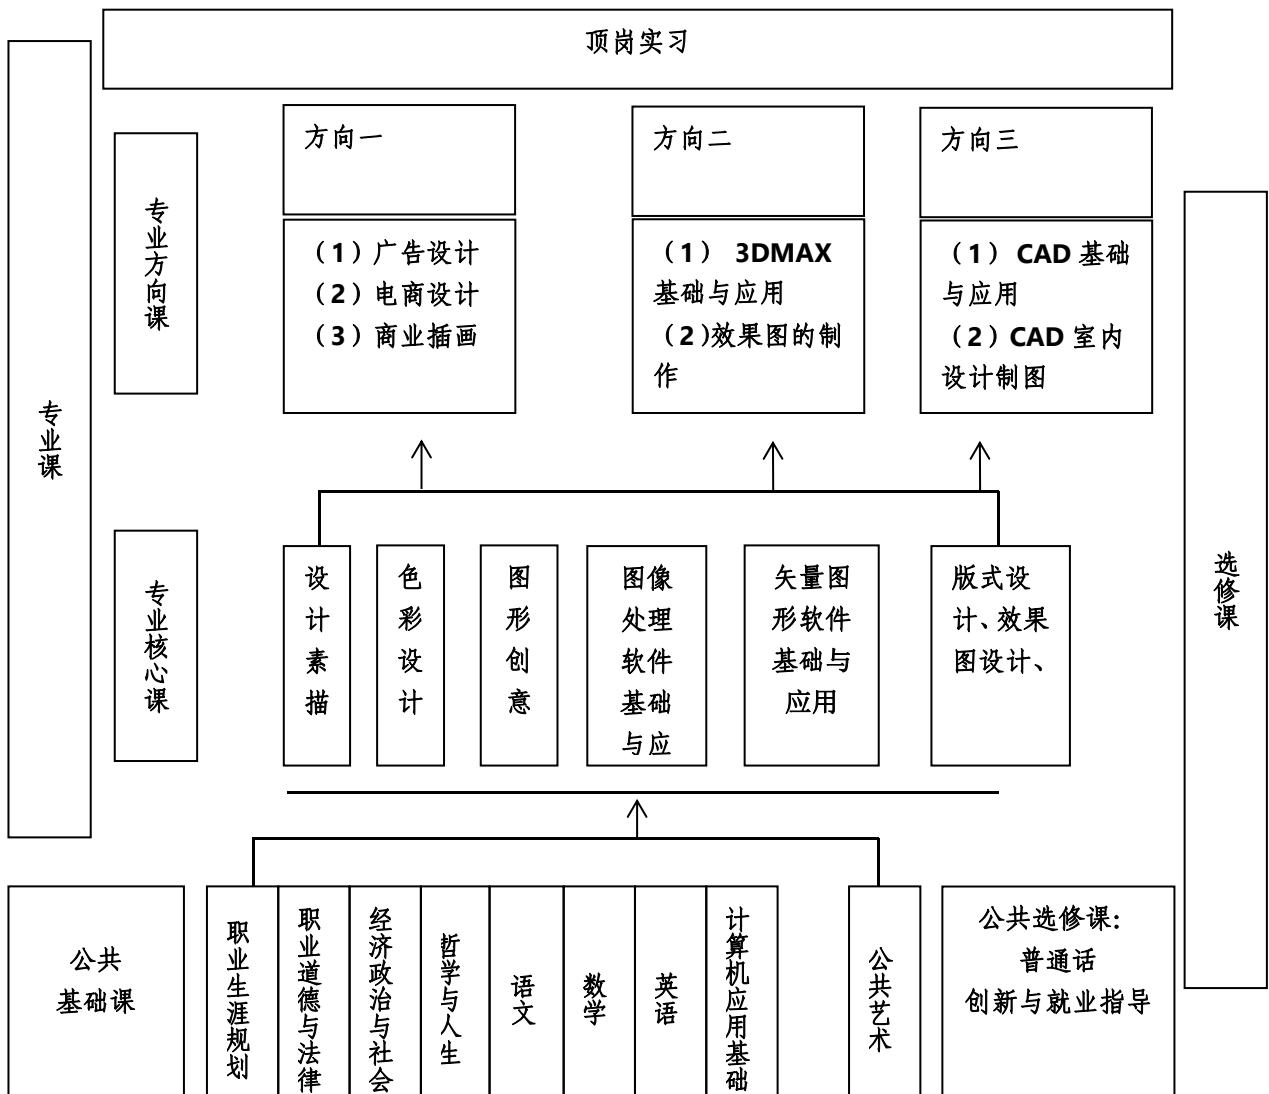 顶岗实习
专业课
专业方向课
方向一
（1）广告设计
（2）电商设计
（3）商业插画
方向二
（1） 3DMAX
基础与应用
（2)效果图的制
作
方向三
（1） CAD 基础
与应用
（2）CAD 室内
设计制图
选修课
专业核心课
设计素描
色彩设计
图形创意
图像
处理
软件
基础
与应
矢量图
形软件
基础与
应用
版式设
计、效果
图设计、
公共
基础课
职业生涯规划
职业道德与法律
经济政治与社会
哲学与人生
语文
数学
英语
计算机应用基础
公共艺术
公共选修课:
普通话
创新与就业指导